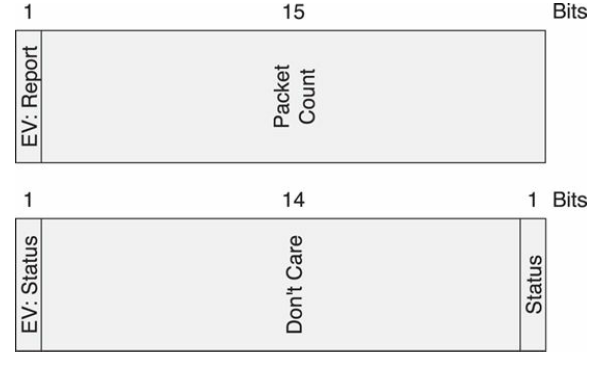 1 15 Bits
EV: Report
Packet
Count
1 14 1 Bits
EV: Status
Don't Care
Status